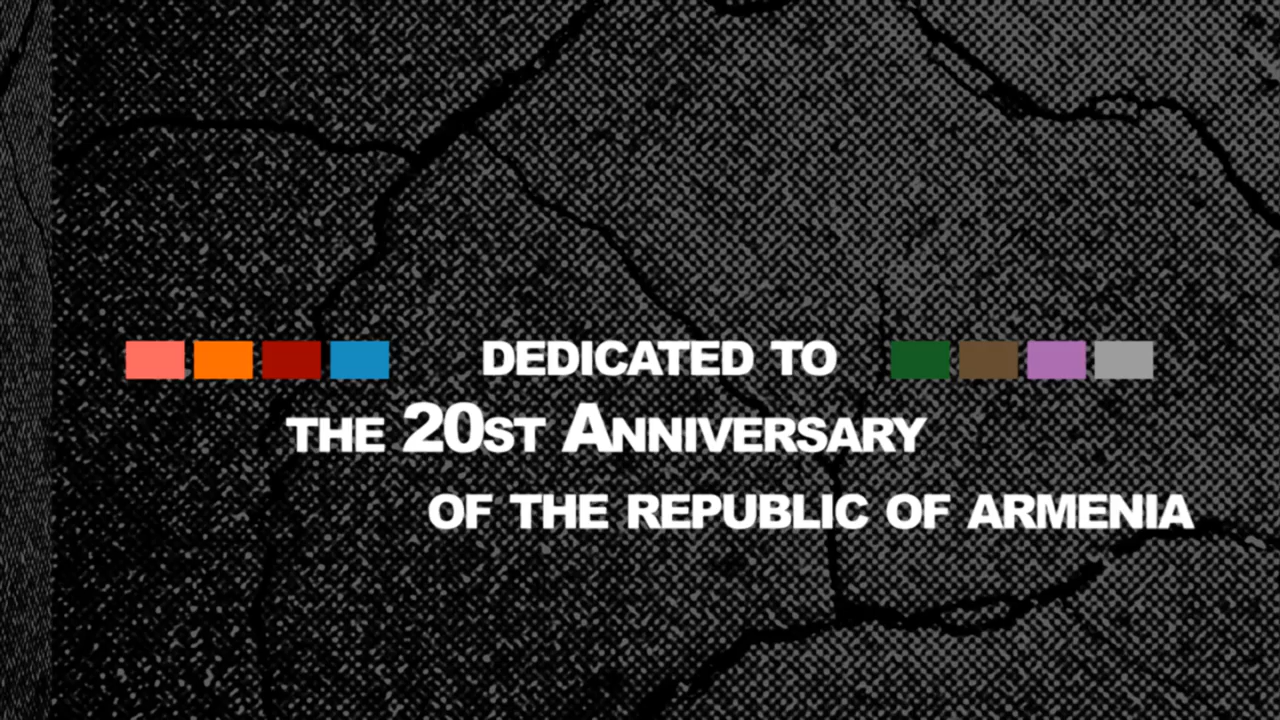 DEDICATED TO
THE 20ST ANNIVERSARY
OF THE REPUBLIC OF ARMENIA